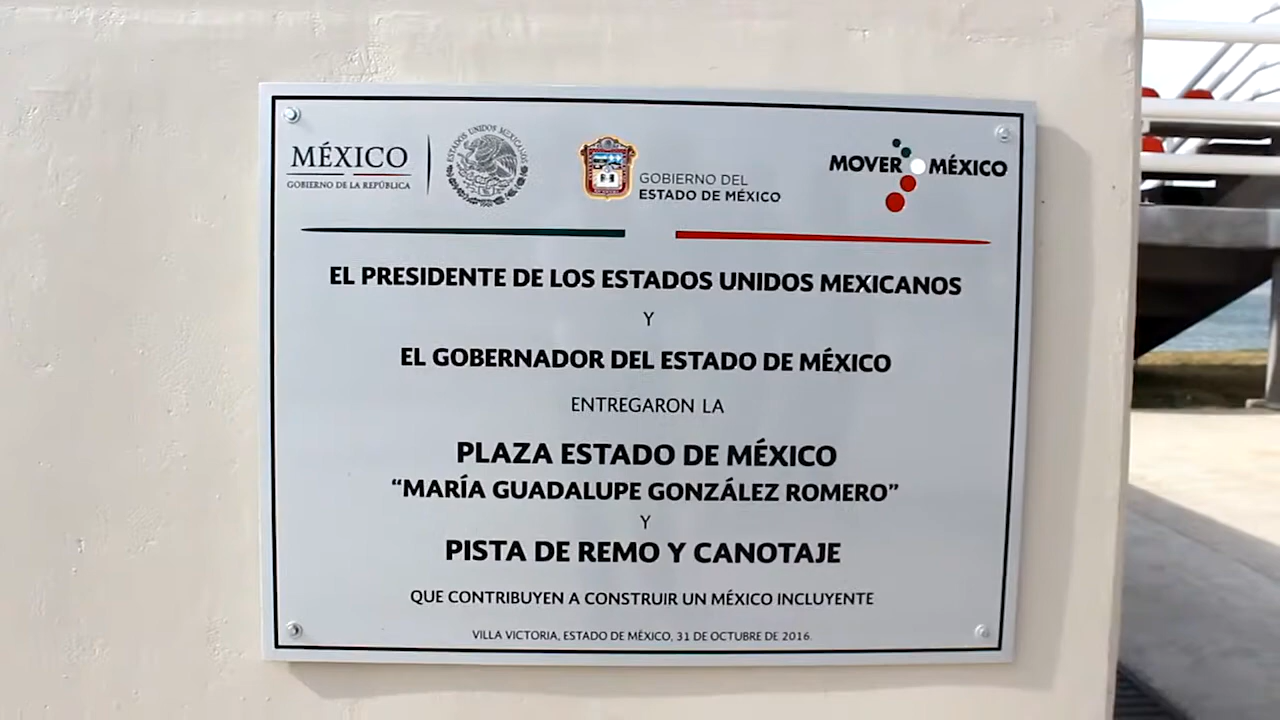 MÉXICO
GOBIERNO DE LA REPÚBLICA
ESTADOS UNIDOS MEXICANOS
GOBIERNO DEL
ESTADO DE MÉXICO
MOVER MÉXICO
EL PRESIDENTE DE LOS ESTADOS UNIDOS MEXICANOS
Y
EL GOBERNADOR DEL ESTADO DE MÉXICO
ENTREGARON LA
PLAZA ESTADO DE MÉXICO
“MARÍA GUADALUPE GONZÁLEZ ROMERO”
Y
PISTA DE REMO Y CANOTAJE
QUE CONTRIBUYEN A CONSTRUIR UN MÉXICO INCLUYENTE
VILLA VICTORIA, ESTADO DE MÉXICO, 31 DE OCTUBRE DE 2016.